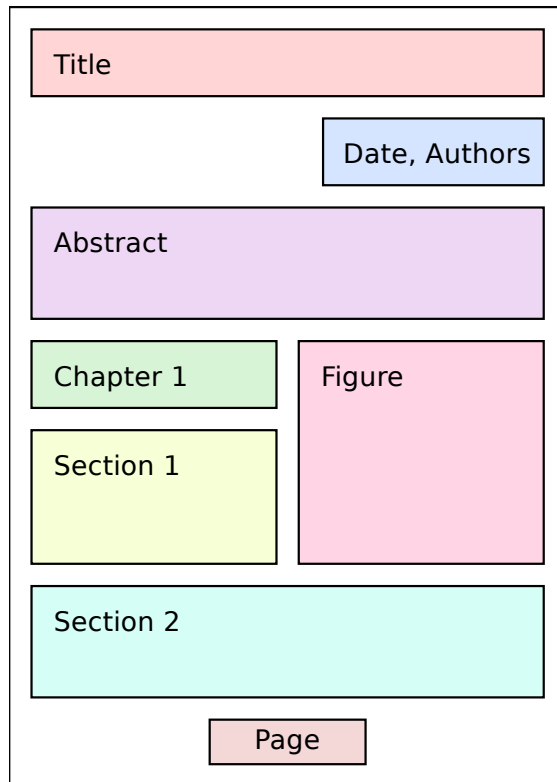 Title
Date, Authors
Abstract
Chapter 1
Figure
Section 1
Section 2
Page